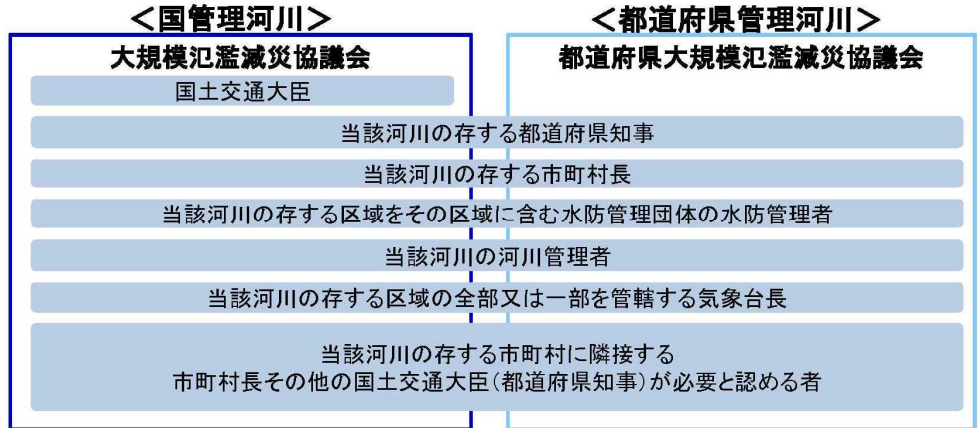 ＜国管理河川＞
＜都道府県管理河川＞
大規模氾濫減災協議会
都道府県大規模氾濫減災協議会
国土交通大臣
当該河川の存する都道府県知事
当該河川の存する市町村長
当該河川の存する区域をその区域に含む水防管理団体の水防管理者
当該河川の河川管理者
当該河川の存する区域の全部又は一部を管轄する気象台長
当該河川の存する市町村に隣接する
市町村長その他の国土交通大臣（都道府県知事）が必要と認める者